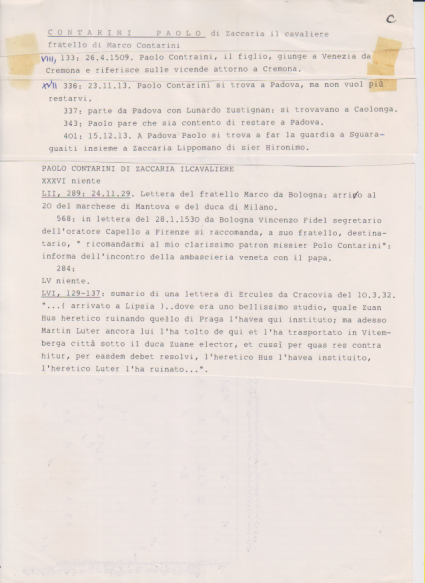 C
C O N T A R I N I   P A O L O di Zaccaria il cavaliere
fratello di Marco Contarini
VIII, 133: 26.4.1509. Paolo Contraini, il figlio, giunge a Venezia da
Cremona e riferisce sulle vicende attorno a Cremona.
XVII 336: 23.11.13. Paolo Contarini si trova a Padova, ma non vuol più
restarvi.
337: parte da Padova con Lunardo Zustignan: si trovavano a Caolonga.
343: Paolo pare che sia contento di restare a Padova.
401: 15.12.13. A Padova Paolo si trova a far la guardia a Sguara-
guaiti insieme a Zaccaria Lippomano di sier Hironimo.
PAOLO CONTARINI DI ZACCARIA ILCAVALIERE
XXXVI niente
LII, 289: 24.11.29. Lettera del fratello Marco da Bologna: arrivo al
20 del marchese di Mantova e del duca di Milano.
568: in lettera del 28.1.1530 da Bologna Vincenzo Fidel segretario
dell'oratore Capello a Firenze si raccomanda, a suo fratello, destina-
tario, " ricomandarmi al mio clarissimo patron missier Polo Contarini":
informa dell'incontro della ambascieria veneta con il papa.
284:
LV niente.
LVI, 129-137: sumario di una lettera di Ercules da Cracovia del 10.3.32.
"...( arrivato a Lipsia )..dove era uno bellissimo studio, quale Zuan
Hus heretico ruinando quello di Praga l'havea qui instituto; ma adesso
Martin Luter ancora lui l'ha tolto de qui et l'ha trasportato in Vitem-
berga città sotto il duca Zuane elector, et cussì per quas res contra
hitur, per easdem debet resolvi, l'heretico Hus l'havea instituito,
l'heretico Luter l'ha ruinato...".